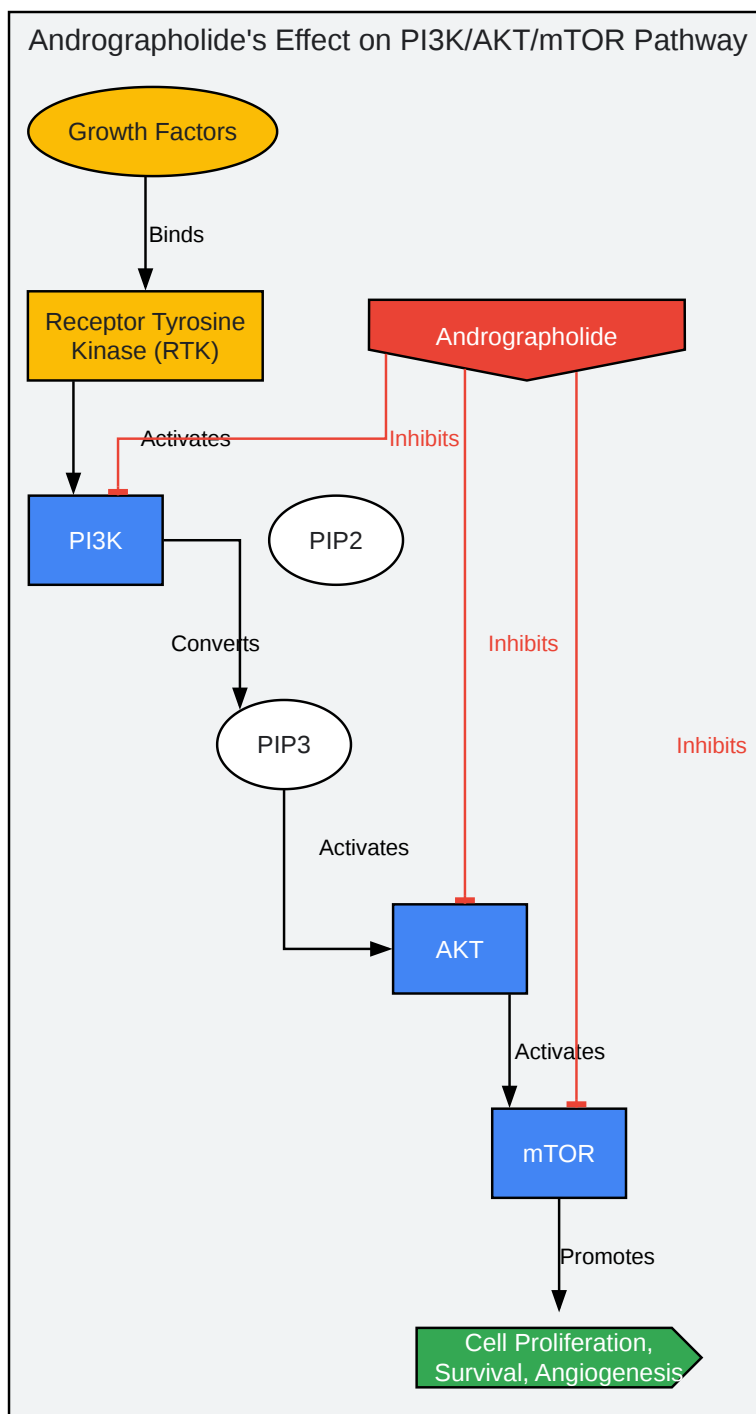 Andrographolide's Effect on PI3K/AKT/mTOR Pathway
Growth Factors
Binds
Receptor Tyrosine
Kinase (RTK)
Andrographolide
Activates
Inhibits
PI3K
PIP2
Converts
Inhibits
PIP3
Inhibits
Activates
AKT
Activates
mTOR
Promotes
Cell Proliferation,
Survival, Angiogenesis